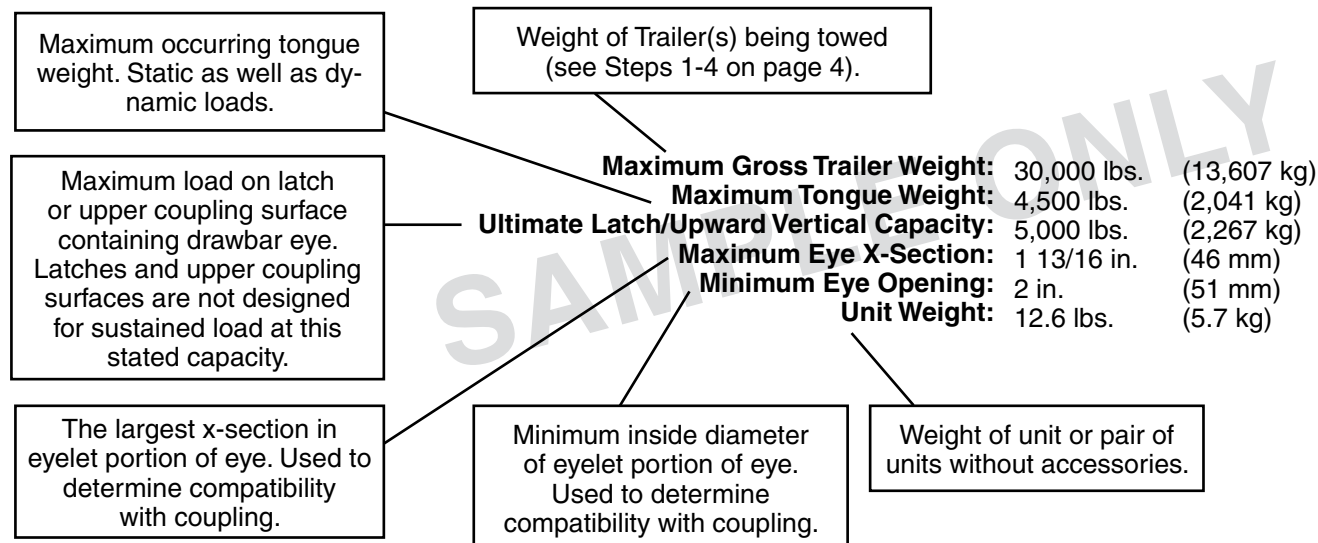 Maximum occurring tongue
weight. Static as well as dy-
namic loads.
Weight of Trailer(s) being towed
(see Steps 1-4 on page 4).
Maximum load on latch
or upper coupling surface
containing drawbar eye.
Latches and upper coupling
surfaces are not designed
for sustained load at this
stated capacity.
SAMPLE ONLY
Maximum Gross Trailer Weight: 30,000 lbs. (13,607 kg)
Maximum Tongue Weight: 4,500 lbs. (2,041 kg)
Ultimate Latch/Upward Vertical Capacity: 5,000 lbs. (2,267 kg)
Maximum Eye X-Section: 1 13/16 in. (46 mm)
Minimum Eye Opening: 2 in. (51 mm)
Unit Weight: 12.6 lbs. (5.7 kg)
The largest x-section in
eyelet portion of eye. Used to
determine compatibility
with coupling.
Minimum inside diameter
of eyelet portion of eye.
Used to determine
compatibility with coupling.
Weight of unit or pair of
units without accessories.